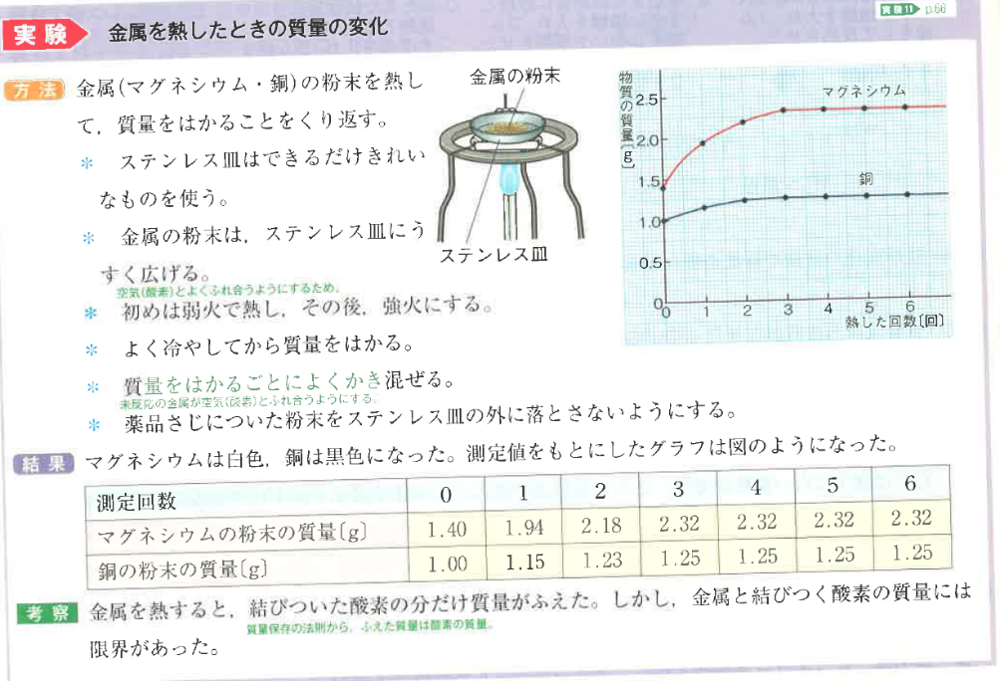 実験11 p.66
実験 金属を熱したときの質量の変化
方法 金属(マグネシウム・銅)の粉末を熱し
て，質量をはかることをくり返す。
* ステンレス皿はできるだけきれい
なものを使う。
* 金属の粉末は，ステンレス皿にう
すく広げる。
空気(酸素)とよくふれ合うようにするため。
* 初めは弱火で熱し，その後，強火にする。
* よく冷やしてから質量をはかる。
* 質量をはかるごとによくかき混ぜる。
未反応の金属が空気(酸素)とふれ合うようにする。
* 薬品さじについた粉末をステンレス皿の外に落とさないようにする。
金属の粉末
ステンレス皿
物質の質量〔g〕
2.5
2.0
1.5
1.0
0.5
0
マグネシウム
銅
0 1 2 3 4 5 6
熱した回数〔回〕
結果 マグネシウムは白色，銅は黒色になった。測定値をもとにしたグラフは図のようになった。
測定回数 0 1 2 3 4 5 6
マグネシウムの粉末の質量〔g〕 1.40 1.94 2.18 2.32 2.32 2.32 2.32
銅の粉末の質量〔g〕 1.00 1.15 1.23 1.25 1.25 1.25 1.25
考察 金属を熱すると，結びついた酸素の分だけ質量がふえた。しかし，金属と結びつく酸素の質量には
質量保存の法則から，ふえた質量は酸素の質量。
限界があった。